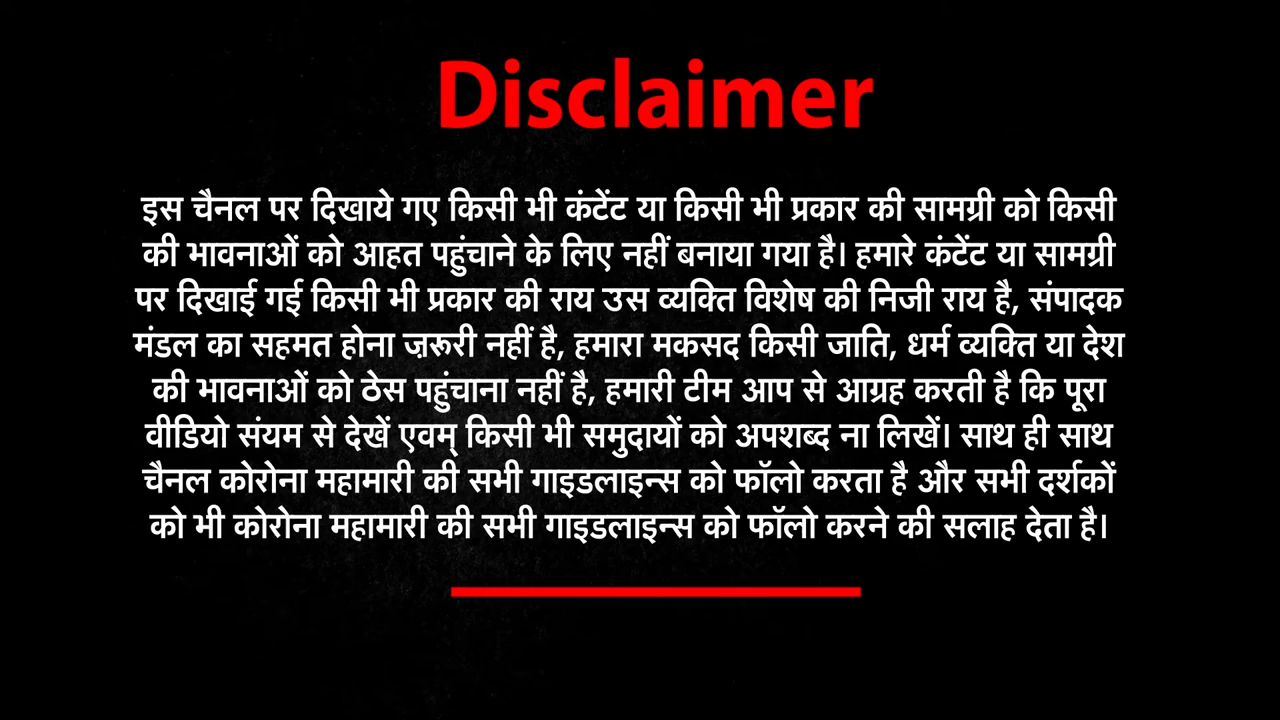 Disclaimer
इस चैनल पर दिखाये गए किसी भी कंटेंट या किसी भी प्रकार की सामग्री को किसी
की भावनाओं को आहत पहुंचाने के लिए नहीं बनाया गया है। हमारे कंटेंट या सामग्री
पर दिखाई गई किसी भी प्रकार की राय उस व्यक्ति विशेष की निजी राय है, संपादक
मंडल का सहमत होना ज़रूरी नहीं है, हमारा मकसद किसी जाति, धर्म व्यक्ति या देश
की भावनाओं को ठेस पहुंचाना नहीं है, हमारी टीम आप से आग्रह करती है कि पूरा
वीडियो संयम से देखें एवम् किसी भी समुदायों को अपशब्द ना लिखें। साथ ही साथ
चैनल कोरोना महामारी की सभी गाइडलाइन्स को फॉलो करता है और सभी दर्शकों
को भी कोरोना महामारी की सभी गाइडलाइन्स को फॉलो करने की सलाह देता है।